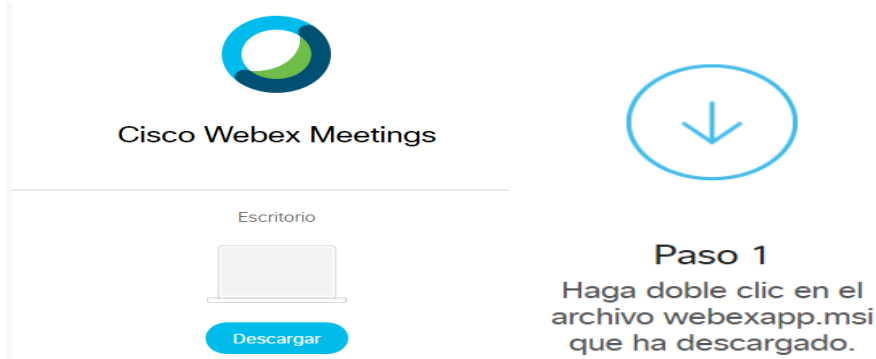 Cisco Webex Meetings
Escritorio
Descargar
Paso 1
Haga doble clic en el
archivo webexapp.msi
que ha descargado.